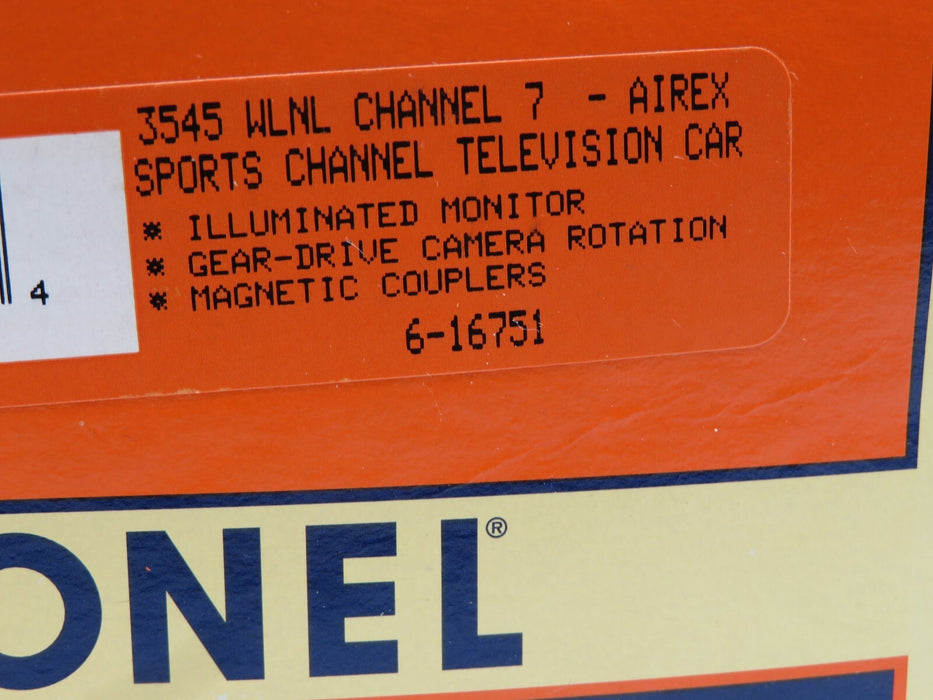 3545 WLNL CHANNEL 7 - AIREX
SPORTS CHANNEL TELEVISION CAR
* ILLUMINATED MONITOR
* GEAR-DRIVE CAMERA ROTATION
* MAGNETIC COUPLERS
6-16751
4
ONEL®